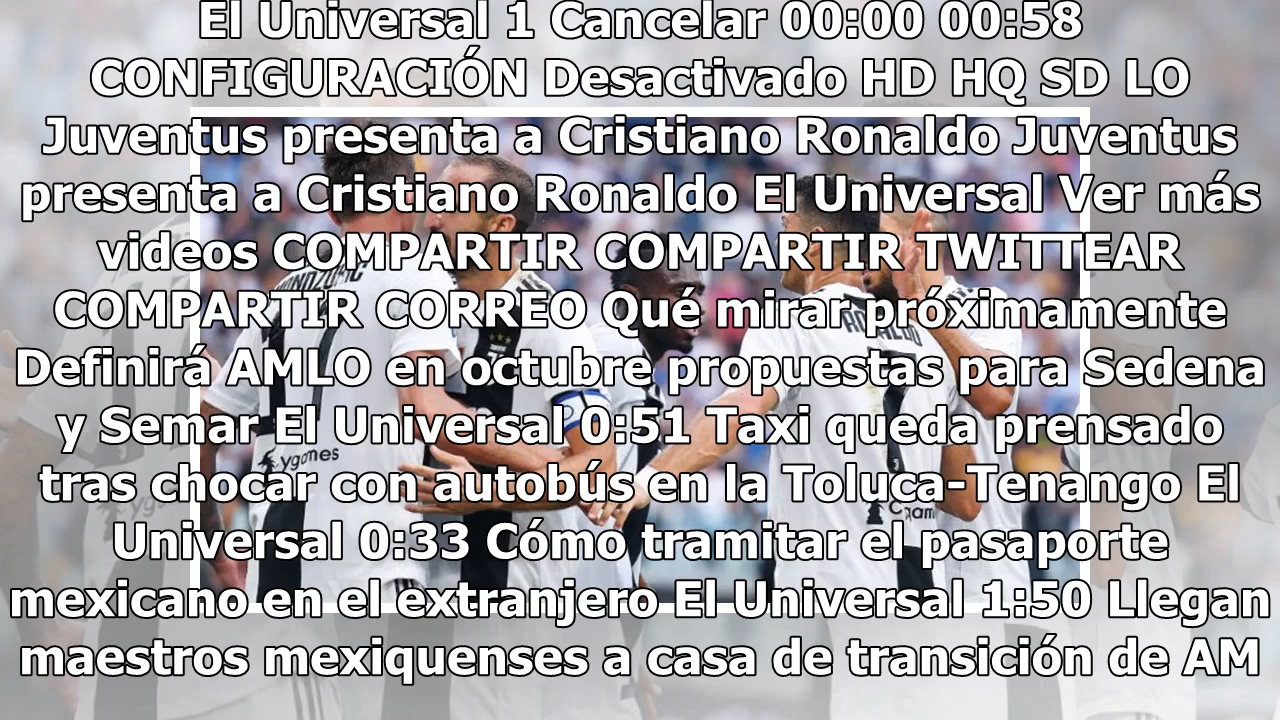 El Universal 1 Cancelar 00:00 00:58
CONFIGURACIÓN Desactivado HD HQ SD LO
Juventus presenta a Cristiano Ronaldo Juventus
presenta a Cristiano Ronaldo El Universal Ver más
videos COMPARTIR COMPARTIR TWITTEAR
COMPARTIR CORREO Qué mirar próximamente
Definirá AMLO en octubre propuestas para Sedena
y Semar El Universal 0:51 Taxi queda prensado
tras chocar con autobús en la Toluca-Tenango El
Universal 0:33 Cómo tramitar el pasaporte
mexicano en el extranjero El Universal 1:50 Llegan
maestros mexiquenses a casa de transición de AM
RONALDO
7
Cygames